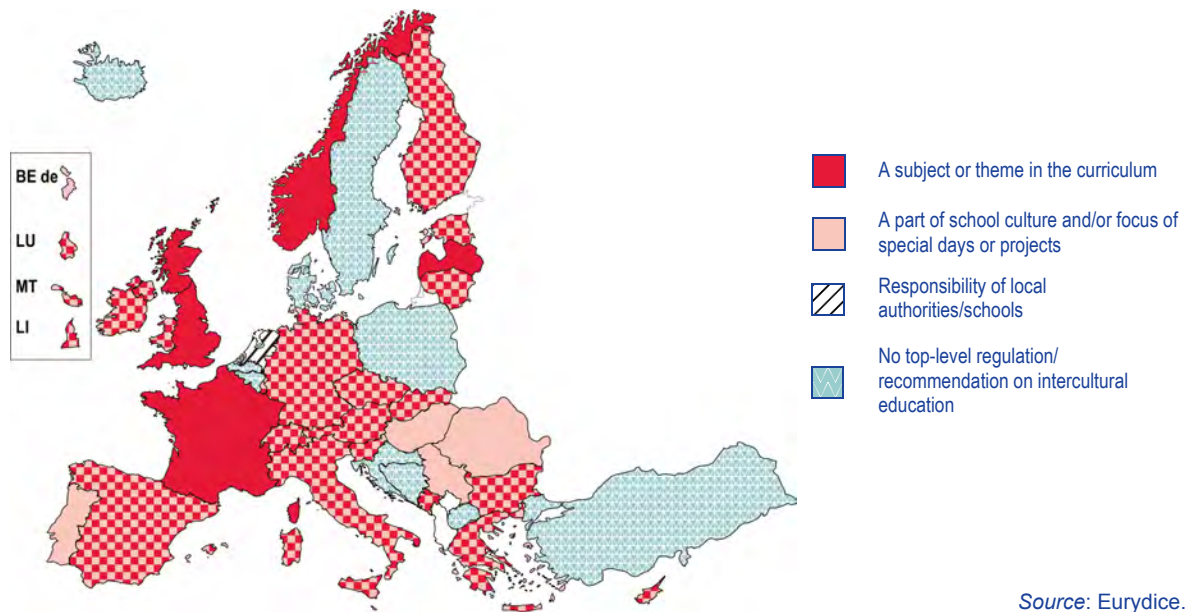 BE de
LU
MT
LI
A subject or theme in the curriculum
A part of school culture and/or focus of
special days or projects
Responsibility of local
authorities/schools
No top-level regulation/
recommendation on intercultural
education
Source: Eurydice.